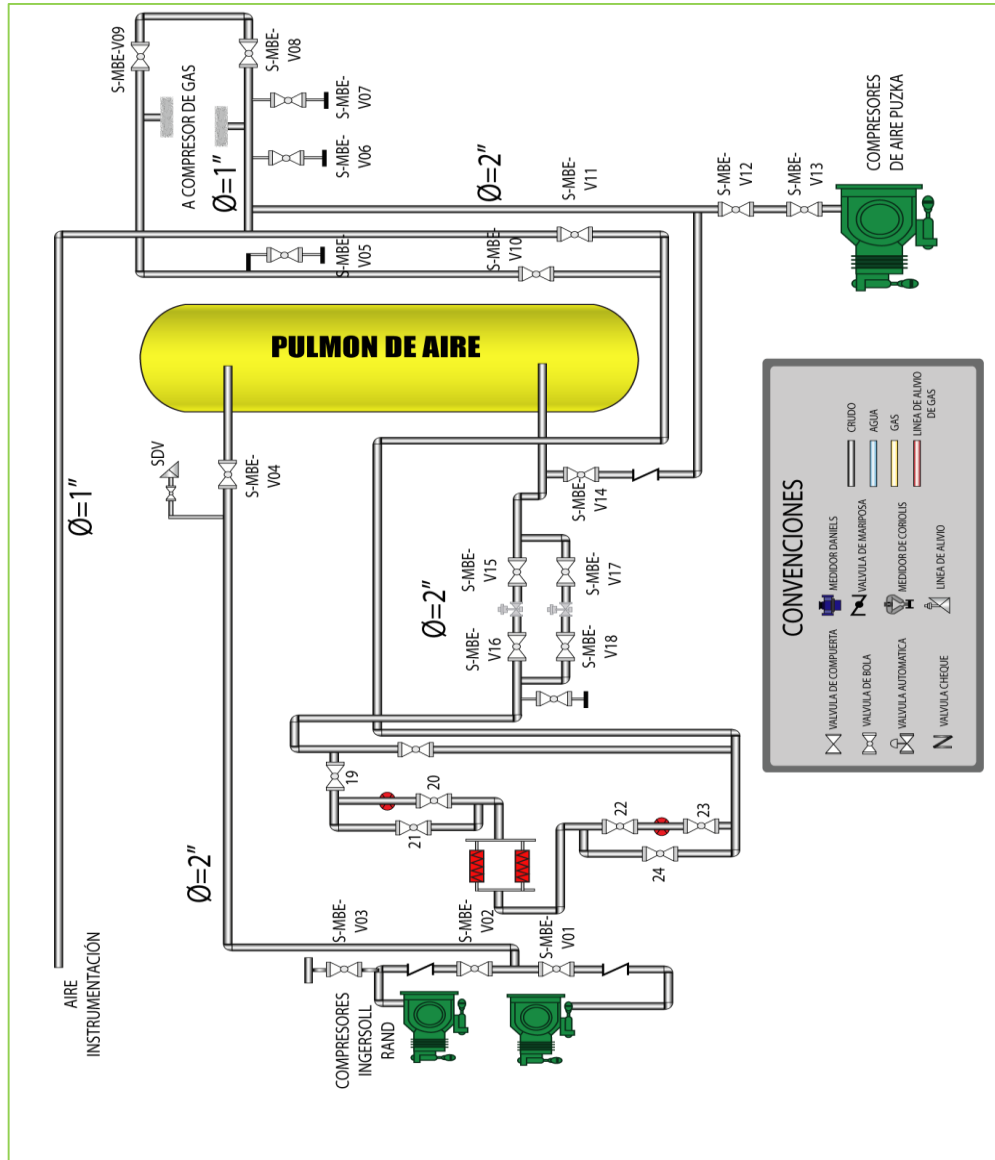 AIRE
INSTRUMENTACIÓN
Ø=1"
Ø=2"
SDV
S-MBE-
V04
COMPRESORES
INGERSOLL
RAND
S-MBE-
V03
S-MBE-
V02
S-MBE-
V01
19
20
21
22
23
24
Ø=2"
S-MBE-
V16
S-MBE-
V15
S-MBE-
V18
S-MBE-
V17
S-MBE-
V14
PULMON DE AIRE
S-MBE-V09
S-MBE-
V08
A COMPRESOR DE GAS
Ø=1"
S-MBE-
V07
S-MBE-
V06
S-MBE-
V05
S-MBE-
V10
Ø=2"
S-MBE-
V11
S-MBE-
V12
S-MBE-
V13
COMPRESORES
DE AIRE PUZKA
CONVENCIONES
VALVULA DE COMPUERTA
VALVULA DE BOLA
VALVULA AUTOMATICA
VALVULA CHEQUE
MEDIDOR DANIELS
VALVULA DE MARIPOSA
MEDIDOR DE CORIOLIS
LINEA DE ALIVIO
CRUDO
AGUA
GAS
LINEA DE ALIVIO
DE GAS